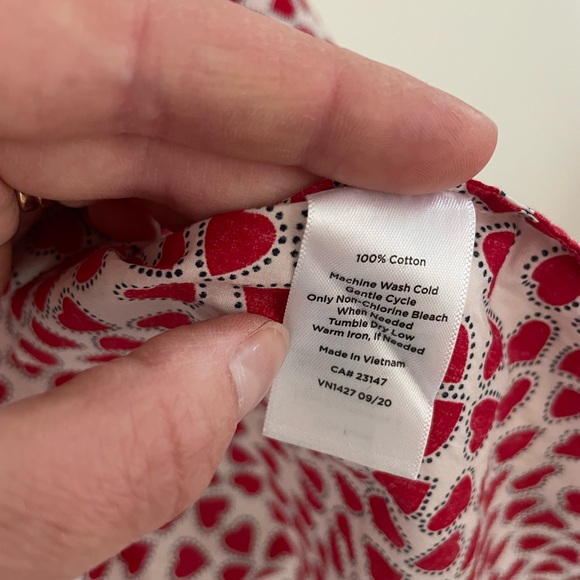 100% Cotton
Machine Wash Cold
Gentle Cycle
Only Non-Chlorine Bleach
When Needed
Tumble Dry Low
Warm Iron, If Needed
Made In Vietnam
CA# 23147
VN1427 09/20